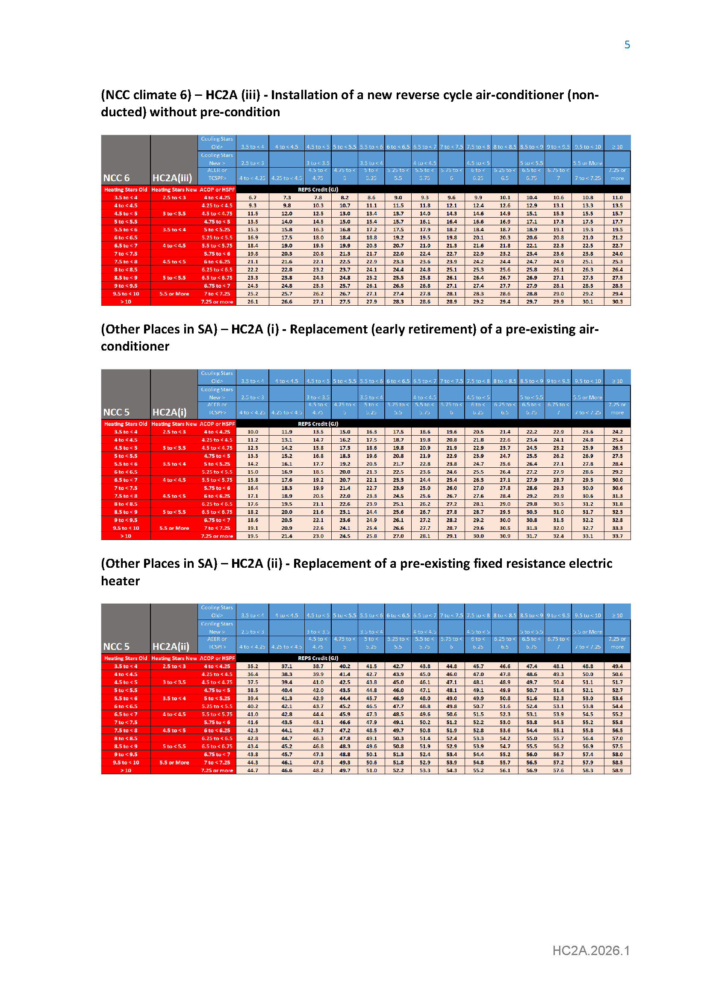 5
(NCC climate 6) – HC2A (iii) - Installation of a new reverse cycle air-conditioner (non-
ducted) without pre-condition
Cooling Stars
Old> 3.5 to < 4 4 to < 4.5 4.5 to < 5 5 to < 5.5 5.5 to < 6 6 to < 6.5 6.5 to < 7 7 to < 7.5 7.5 to < 8 8 to < 8.5 8.5 to < 9 9 to < 9.5 9.5 to < 10 ≥ 10
Cooling Stars
New > 2.5 to < 3 3 to < 3.5 3.5 to < 4 4 to < 4.5 4.5 to < 5 5 to < 5.5 5.5 or More
AEER or 4.5 to < 4.75 to < 5 to < 5.25 to < 5.5 to < 5.75 to < 6 to < 6.25 to < 6.5 to < 6.75 to < 7.25 or
NCC 6 HC2A(iii) TCSPF> 4 to < 4.25 4.25 to < 4.5 4.75 5 5.25 5.5 5.75 6 6.25 6.5 6.75 7 7 to < 7.25 more
Heating Stars Old Heating Stars New ACOP or HSPF REPS Credit (GJ)
3.5 to < 4 2.5 to < 3 4 to < 4.25 6.7 7.3 7.8 8.2 8.6 9.0 9.3 9.6 9.9 10.1 10.4 10.6 10.8 11.0
4 to < 4.5 4.25 to < 4.5 9.3 9.8 10.3 10.7 11.1 11.5 11.8 12.1 12.4 12.6 12.9 13.1 13.3 13.5
4.5 to < 5 3 to < 3.5 4.5 to < 4.75 11.5 12.0 12.5 13.0 13.4 13.7 14.0 14.3 14.6 14.9 15.1 15.3 15.5 15.7
5 to < 5.5 4.75 to < 5 13.5 14.0 14.5 15.0 15.4 15.7 16.1 16.4 16.6 16.9 17.1 17.3 17.5 17.7
5.5 to < 6 3.5 to < 4 5 to < 5.25 15.3 15.8 16.3 16.8 17.2 17.5 17.9 18.2 18.4 18.7 18.9 19.1 19.3 19.5
6 to < 6.5 5.25 to < 5.5 16.9 17.5 18.0 18.4 18.8 19.2 19.5 19.8 20.1 20.3 20.6 20.8 21.0 21.2
6.5 to < 7 4 to < 4.5 5.5 to < 5.75 18.4 19.0 19.5 19.9 20.3 20.7 21.0 21.3 21.6 21.8 22.1 22.3 22.5 22.7
7 to < 7.5 5.75 to < 6 19.8 20.3 20.8 21.3 21.7 22.0 22.4 22.7 22.9 23.2 23.4 23.6 23.8 24.0
7.5 to < 8 4.5 to < 5 6 to < 6.25 21.1 21.6 22.1 22.5 22.9 23.3 23.6 23.9 24.2 24.4 24.7 24.9 25.1 25.3
8 to < 8.5 6.25 to < 6.5 22.2 22.8 23.2 23.7 24.1 24.4 24.8 25.1 25.3 25.6 25.8 26.1 26.3 26.4
8.5 to < 9 5 to < 5.5 6.5 to < 6.75 23.3 23.8 24.3 24.8 25.2 25.5 25.8 26.1 26.4 26.7 26.9 27.1 27.3 27.5
9 to < 9.5 6.75 to < 7 24.3 24.8 25.3 25.7 26.1 26.5 26.8 27.1 27.4 27.7 27.9 28.1 28.3 28.5
9.5 to < 10 5.5 or More 7 to < 7.25 25.2 25.7 26.2 26.7 27.1 27.4 27.8 28.1 28.3 28.6 28.8 29.0 29.2 29.4
> 10 7.25 or more 26.1 26.6 27.1 27.5 27.9 28.3 28.6 28.9 29.2 29.4 29.7 29.9 30.1 30.3
(Other Places in SA) – HC2A (i) - Replacement (early retirement) of a pre-existing air-
conditioner
Cooling Stars
Old> 3.5 to < 4 4 to < 4.5 4.5 to < 5 5 to < 5.5 5.5 to < 6 6 to < 6.5 6.5 to < 7 7 to < 7.5 7.5 to < 8 8 to < 8.5 8.5 to < 9 9 to < 9.5 9.5 to < 10 ≥ 10
Cooling Stars
New > 2.5 to < 3 3 to < 3.5 3.5 to < 4 4 to < 4.5 4.5 to < 5 5 to < 5.5 5.5 or More
AEER or 4.5 to < 4.75 to < 5 to < 5.25 to < 5.5 to < 5.75 to < 6 to < 6.25 to < 6.5 to < 6.75 to < 7.25 or
NCC 5 HC2A(i) TCSPF> 4 to < 4.25 4.25 to < 4.5 4.75 5 5.25 5.5 5.75 6 6.25 6.5 6.75 7 7 to < 7.25 more
Heating Stars Old Heating Stars New ACOP or HSPF REPS Credit (GJ)
3.5 to < 4 2.5 to < 3 4 to < 4.25 10.0 11.9 13.5 15.0 16.3 17.5 18.6 19.6 20.5 21.4 22.2 22.9 23.6 24.2
4 to < 4.5 4.25 to < 4.5 11.2 13.1 14.7 16.2 17.5 18.7 19.8 20.8 21.8 22.6 23.4 24.1 24.8 25.4
4.5 to < 5 3 to < 3.5 4.5 to < 4.75 12.3 14.2 15.8 17.3 18.6 19.8 20.9 21.9 22.9 23.7 24.5 25.2 25.9 26.5
5 to < 5.5 4.75 to < 5 13.3 15.2 16.8 18.3 19.6 20.8 21.9 22.9 23.9 24.7 25.5 26.2 26.9 27.5
5.5 to < 6 3.5 to < 4 5 to < 5.25 14.2 16.1 17.7 19.2 20.5 21.7 22.8 23.8 24.7 25.6 26.4 27.1 27.8 28.4
6 to < 6.5 5.25 to < 5.5 15.0 16.9 18.5 20.0 21.3 22.5 23.6 24.6 25.5 26.4 27.2 27.9 28.6 29.2
6.5 to < 7 4 to < 4.5 5.5 to < 5.75 15.8 17.6 19.2 20.7 22.1 23.3 24.4 25.4 26.3 27.1 27.9 28.7 29.3 30.0
7 to < 7.5 5.75 to < 6 16.4 18.3 19.9 21.4 22.7 23.9 25.0 26.0 27.0 27.8 28.6 29.3 30.0 30.6
7.5 to < 8 4.5 to < 5 6 to < 6.25 17.1 18.9 20.5 22.0 23.3 24.5 25.6 26.7 27.6 28.4 29.2 29.9 30.6 31.3
8 to < 8.5 6.25 to < 6.5 17.6 19.5 21.1 22.6 23.9 25.1 26.2 27.2 28.1 29.0 29.8 30.5 31.2 31.8
8.5 to < 9 5 to < 5.5 6.5 to < 6.75 18.2 20.0 21.6 23.1 24.4 25.6 26.7 27.8 28.7 29.5 30.3 31.0 31.7 32.3
9 to < 9.5 6.75 to < 7 18.6 20.5 22.1 23.6 24.9 26.1 27.2 28.2 29.2 30.0 30.8 31.5 32.2 32.8
9.5 to < 10 5.5 or More 7 to < 7.25 19.1 20.9 22.6 24.1 25.4 26.6 27.7 28.7 29.6 30.5 31.3 32.0 32.7 33.3
> 10 7.25 or more 19.5 21.4 23.0 24.5 25.8 27.0 28.1 29.1 30.0 30.9 31.7 32.4 33.1 33.7
(Other Places in SA) – HC2A (ii) - Replacement of a pre-existing fixed resistance electric
heater
Cooling Stars
Old> 3.5 to < 4 4 to < 4.5 4.5 to < 5 5 to < 5.5 5.5 to < 6 6 to < 6.5 6.5 to < 7 7 to < 7.5 7.5 to < 8 8 to < 8.5 8.5 to < 9 9 to < 9.5 9.5 to < 10 ≥ 10
Cooling Stars
New > 2.5 to < 3 3 to < 3.5 3.5 to < 4 4 to < 4.5 4.5 to < 5 5 to < 5.5 5.5 or More
AEER or 4.5 to < 4.75 to < 5 to < 5.25 to < 5.5 to < 5.75 to < 6 to < 6.25 to < 6.5 to < 6.75 to < 7.25 or
NCC 5 HC2A(ii) TCSPF> 4 to < 4.25 4.25 to < 4.5 4.75 5 5.25 5.5 5.75 6 6.25 6.5 6.75 7 7 to < 7.25 more
Heating Stars Old Heating Stars New ACOP or HSPF REPS Credit (GJ)
3.5 to < 4 2.5 to < 3 4 to < 4.25 35.2 37.1 38.7 40.2 41.5 42.7 43.8 44.8 45.7 46.6 47.4 48.1 48.8 49.4
4 to < 4.5 4.25 to < 4.5 36.4 38.3 39.9 41.4 42.7 43.9 45.0 46.0 47.0 47.8 48.6 49.3 50.0 50.6
4.5 to < 5 3 to < 3.5 4.5 to < 4.75 37.5 39.4 41.0 42.5 43.8 45.0 46.1 47.1 48.1 48.9 49.7 50.4 51.1 51.7
5 to < 5.5 4.75 to < 5 38.5 40.4 42.0 43.5 44.8 46.0 47.1 48.1 49.1 49.9 50.7 51.4 52.1 52.7
5.5 to < 6 3.5 to < 4 5 to < 5.25 39.4 41.3 42.9 44.4 45.7 46.9 48.0 49.0 49.9 50.8 51.6 52.3 53.0 53.6
6 to < 6.5 5.25 to < 5.5 40.2 42.1 43.7 45.2 46.5 47.7 48.8 49.8 50.7 51.6 52.4 53.1 53.8 54.4
6.5 to < 7 4 to < 4.5 5.5 to < 5.75 41.0 42.8 44.4 45.9 47.3 48.5 49.6 50.6 51.5 52.3 53.1 53.9 54.5 55.2
7 to < 7.5 5.75 to < 6 41.6 43.5 45.1 46.6 47.9 49.1 50.2 51.2 52.2 53.0 53.8 54.5 55.2 55.8
7.5 to < 8 4.5 to < 5 6 to < 6.25 42.3 44.1 45.7 47.2 48.5 49.7 50.8 51.9 52.8 53.6 54.4 55.1 55.8 56.5
8 to < 8.5 6.25 to < 6.5 42.8 44.7 46.3 47.8 49.1 50.3 51.4 52.4 53.3 54.2 55.0 55.7 56.4 57.0
8.5 to < 9 5 to < 5.5 6.5 to < 6.75 43.4 45.2 46.8 48.3 49.6 50.8 51.9 52.9 53.9 54.7 55.5 56.2 56.9 57.5
9 to < 9.5 6.75 to < 7 43.8 45.7 47.3 48.8 50.1 51.3 52.4 53.4 54.4 55.2 56.0 56.7 57.4 58.0
9.5 to < 10 5.5 or More 7 to < 7.25 44.3 46.1 47.8 49.3 50.6 51.8 52.9 53.9 54.8 55.7 56.5 57.2 57.9 58.5
> 10 7.25 or more 44.7 46.6 48.2 49.7 51.0 52.2 53.3 54.3 55.2 56.1 56.9 57.6 58.3 58.9
HC2A.2026.1